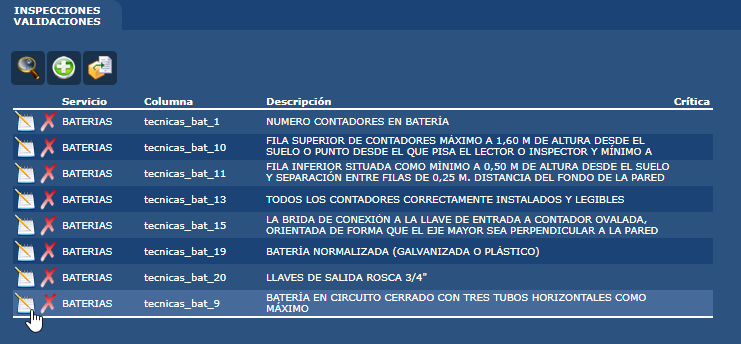 INSPECCIONES
VALIDACIONES
Servicio Columna Descripción Crítica
BATERIAS tecnicas_bat_1 NUMERO CONTADORES EN BATERÍA
BATERIAS tecnicas_bat_10 FILA SUPERIOR DE CONTADORES MÁXIMO A 1,60 M DE ALTURA DESDE EL
SUELO O PUNTO DESDE EL QUE PISA EL LECTOR O INSPECTOR Y MÍNIMO A
BATERIAS tecnicas_bat_11 FILA INFERIOR SITUADA COMO MÍNIMO A 0,50 M DE ALTURA DESDE EL SUELO
Y SEPARACIÓN ENTRE FILAS DE 0,25 M. DISTANCIA DEL FONDO DE LA PARED
BATERIAS tecnicas_bat_13 TODOS LOS CONTADORES CORRECTAMENTE INSTALADOS Y LEGIBLES
BATERIAS tecnicas_bat_15 LA BRIDA DE CONEXIÓN A LA LLAVE DE ENTRADA A CONTADOR OVALADA,
ORIENTADA DE FORMA QUE EL EJE MAYOR SEA PERPENDICULAR A LA PARED
BATERIAS tecnicas_bat_19 BATERÍA NORMALIZADA (GALVANIZADA O PLÁSTICO)
BATERIAS tecnicas_bat_20 LLAVES DE SALIDA ROSCA 3/4"
BATERIAS tecnicas_bat_9 BATERÍA EN CIRCUITO CERRADO CON TRES TUBOS HORIZONTALES COMO
MÁXIMO